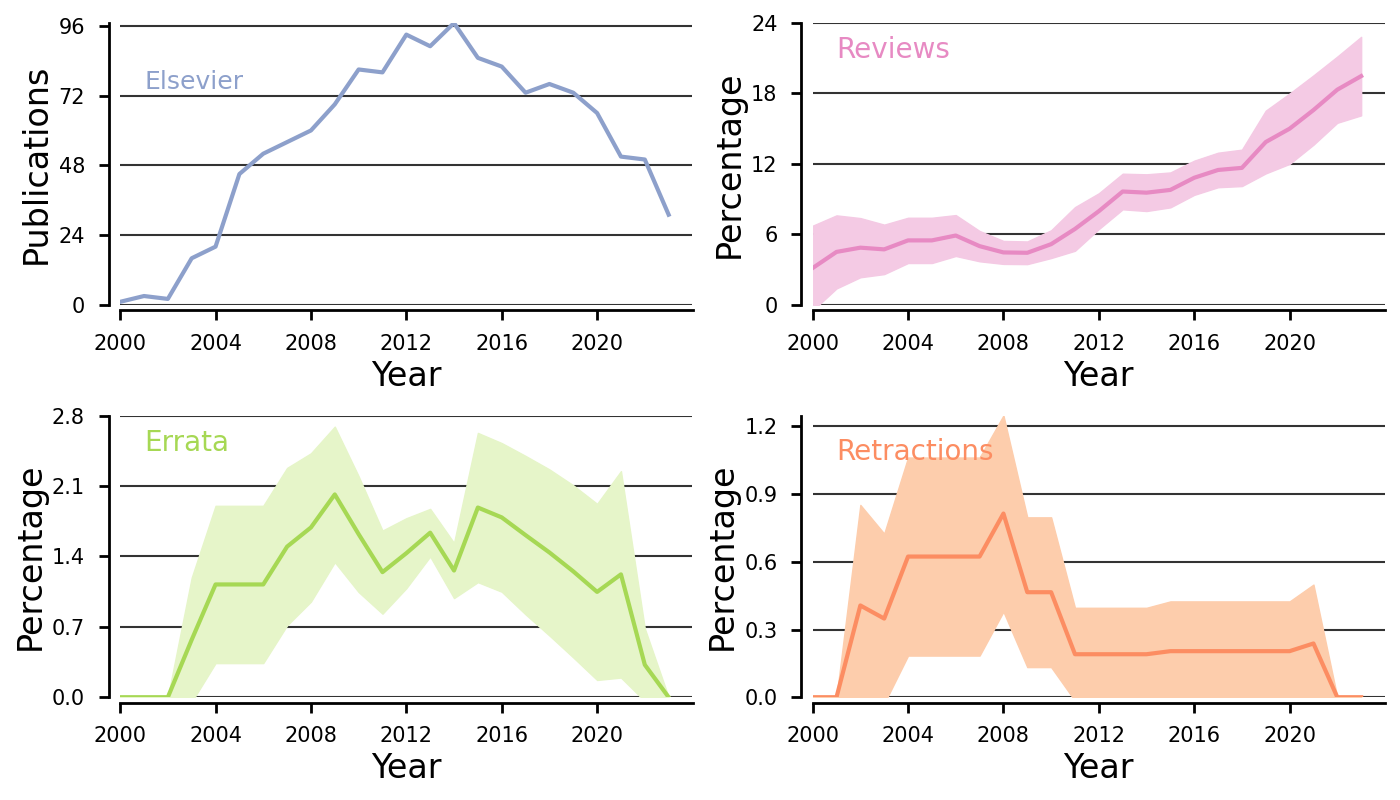 Publications
96
72
48
24
0
Elsevier
2000 2004 2008 2012 2016 2020
Year
Percentage
24
18
12
6
0
Reviews
2000 2004 2008 2012 2016 2020
Year
Percentage
2.8
2.1
1.4
0.7
0.0
Errata
2000 2004 2008 2012 2016 2020
Year
Percentage
1.2
0.9
0.6
0.3
0.0
Retractions
2000 2004 2008 2012 2016 2020
Year